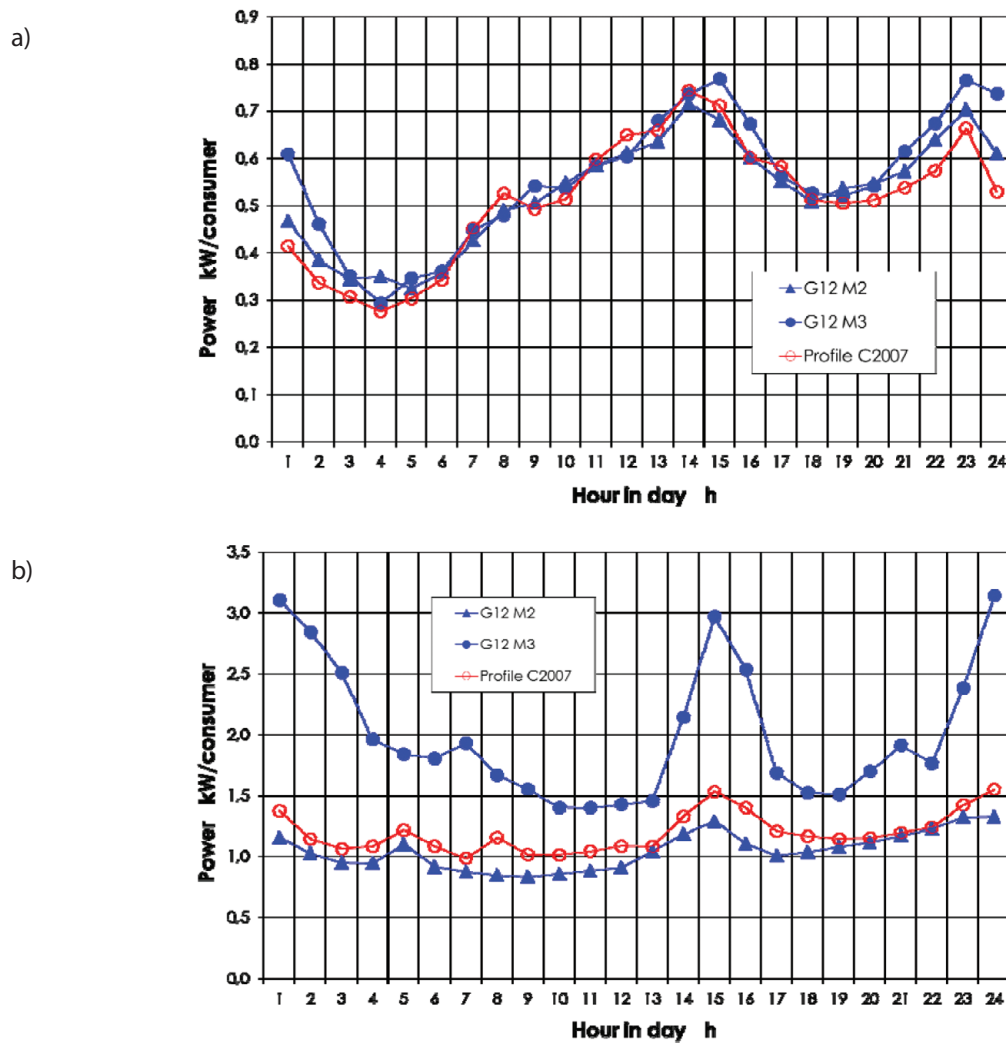 a)
0,9
0,8
0,7
0,6
0,5
0,4
0,3
0,2
0,1
0,0
Power kW/consumer
G12 M2
G12 M3
Profile C2007
1 2 3 4 5 6 7 8 9 10 11 12 13 14 15 16 17 18 19 20 21 22 23 24
Hour in day h
b)
3,5
3,0
2,5
2,0
1,5
1,0
0,5
0,0
Power kW/consumer
G12 M2
G12 M3
Profile C2007
1 2 3 4 5 6 7 8 9 10 11 12 13 14 15 16 17 18 19 20 21 22 23 24
Hour in day h